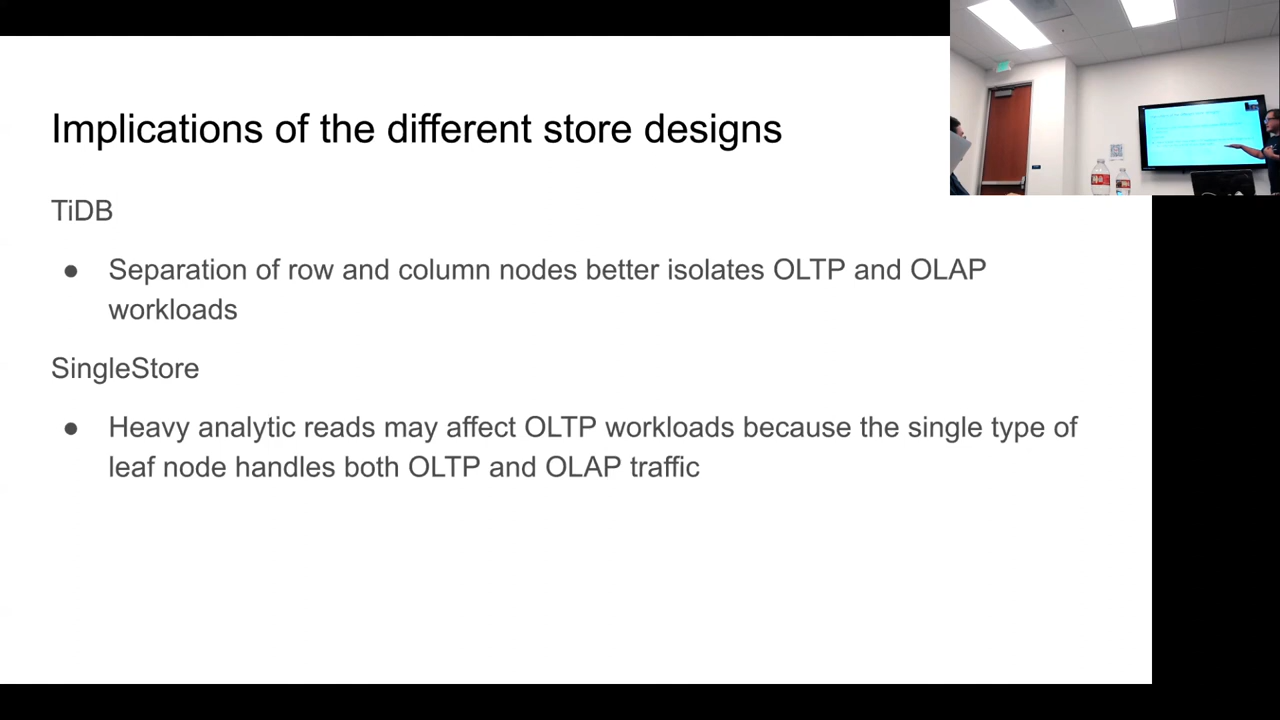 Implications of the different store designs
TiDB
● Separation of row and column nodes better isolates OLTP and OLAP
workloads
SingleStore
● Heavy analytic reads may affect OLTP workloads because the single type of
leaf node handles both OLTP and OLAP traffic